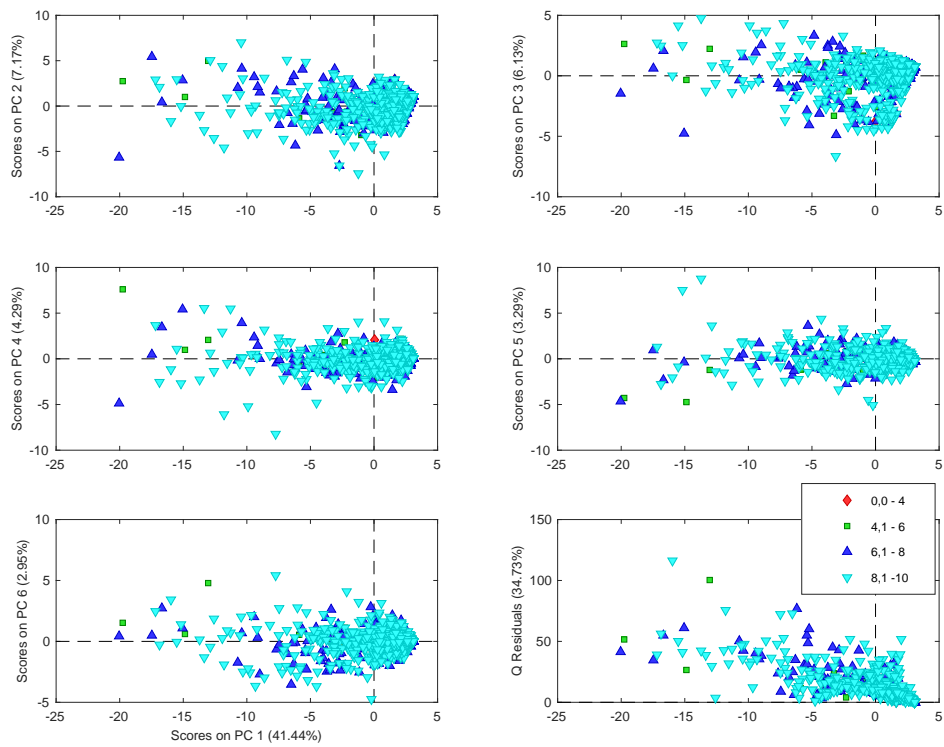 10
5
0
-5
-10
-25 -20 -15 -10 -5 0 5
Scores on PC 2 (7.17%)
5
0
-5
-10
-25 -20 -15 -10 -5 0 5
Scores on PC 3 (6.13%)
10
5
0
-5
-10
-25 -20 -15 -10 -5 0 5
Scores on PC 4 (4.29%)
10
5
0
-5
-10
-25 -20 -15 -10 -5 0 5
Scores on PC 5 (3.29%)
10
5
0
-5
-25 -20 -15 -10 -5 0 5
Scores on PC 6 (2.95%)
Scores on PC 1 (41.44%)
150
100
50
0
-25 -20 -15 -10 -5 0 5
Q Residuals (34.73%)
0,0 - 4
4,1 - 6
6,1 - 8
8,1 -10